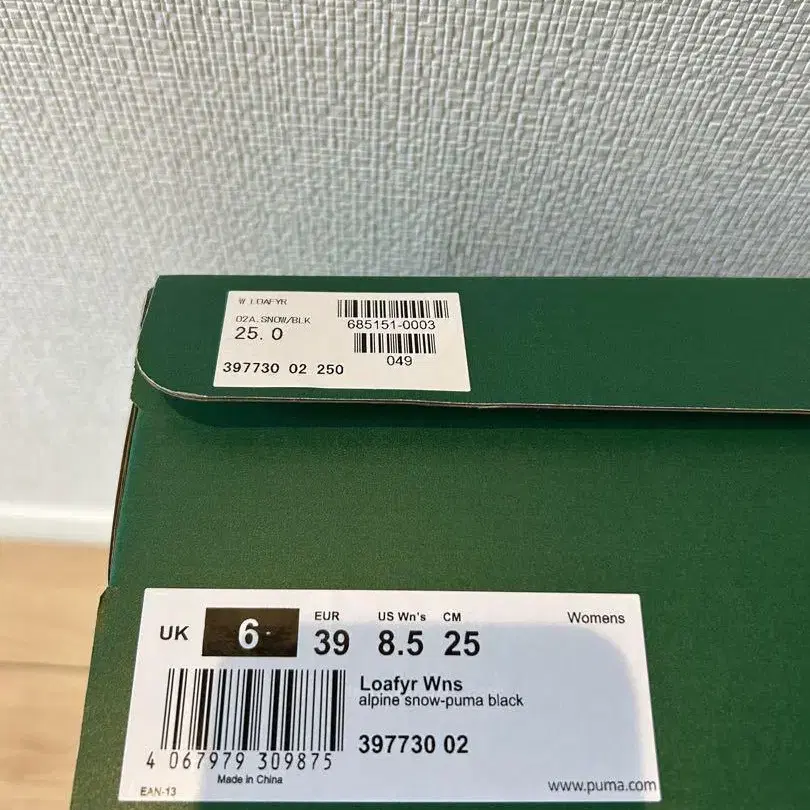 W LOAFYR
02A.SNOW/BLK
25.0
397730 02 250
685151-0003
049
UK 6
EUR 39
US Wn's 8.5
CM 25
Womens
Loafyr Wns
alpine snow-puma black
397730 02
4 067979 309875
Made in China
EAN-13
www.puma.com